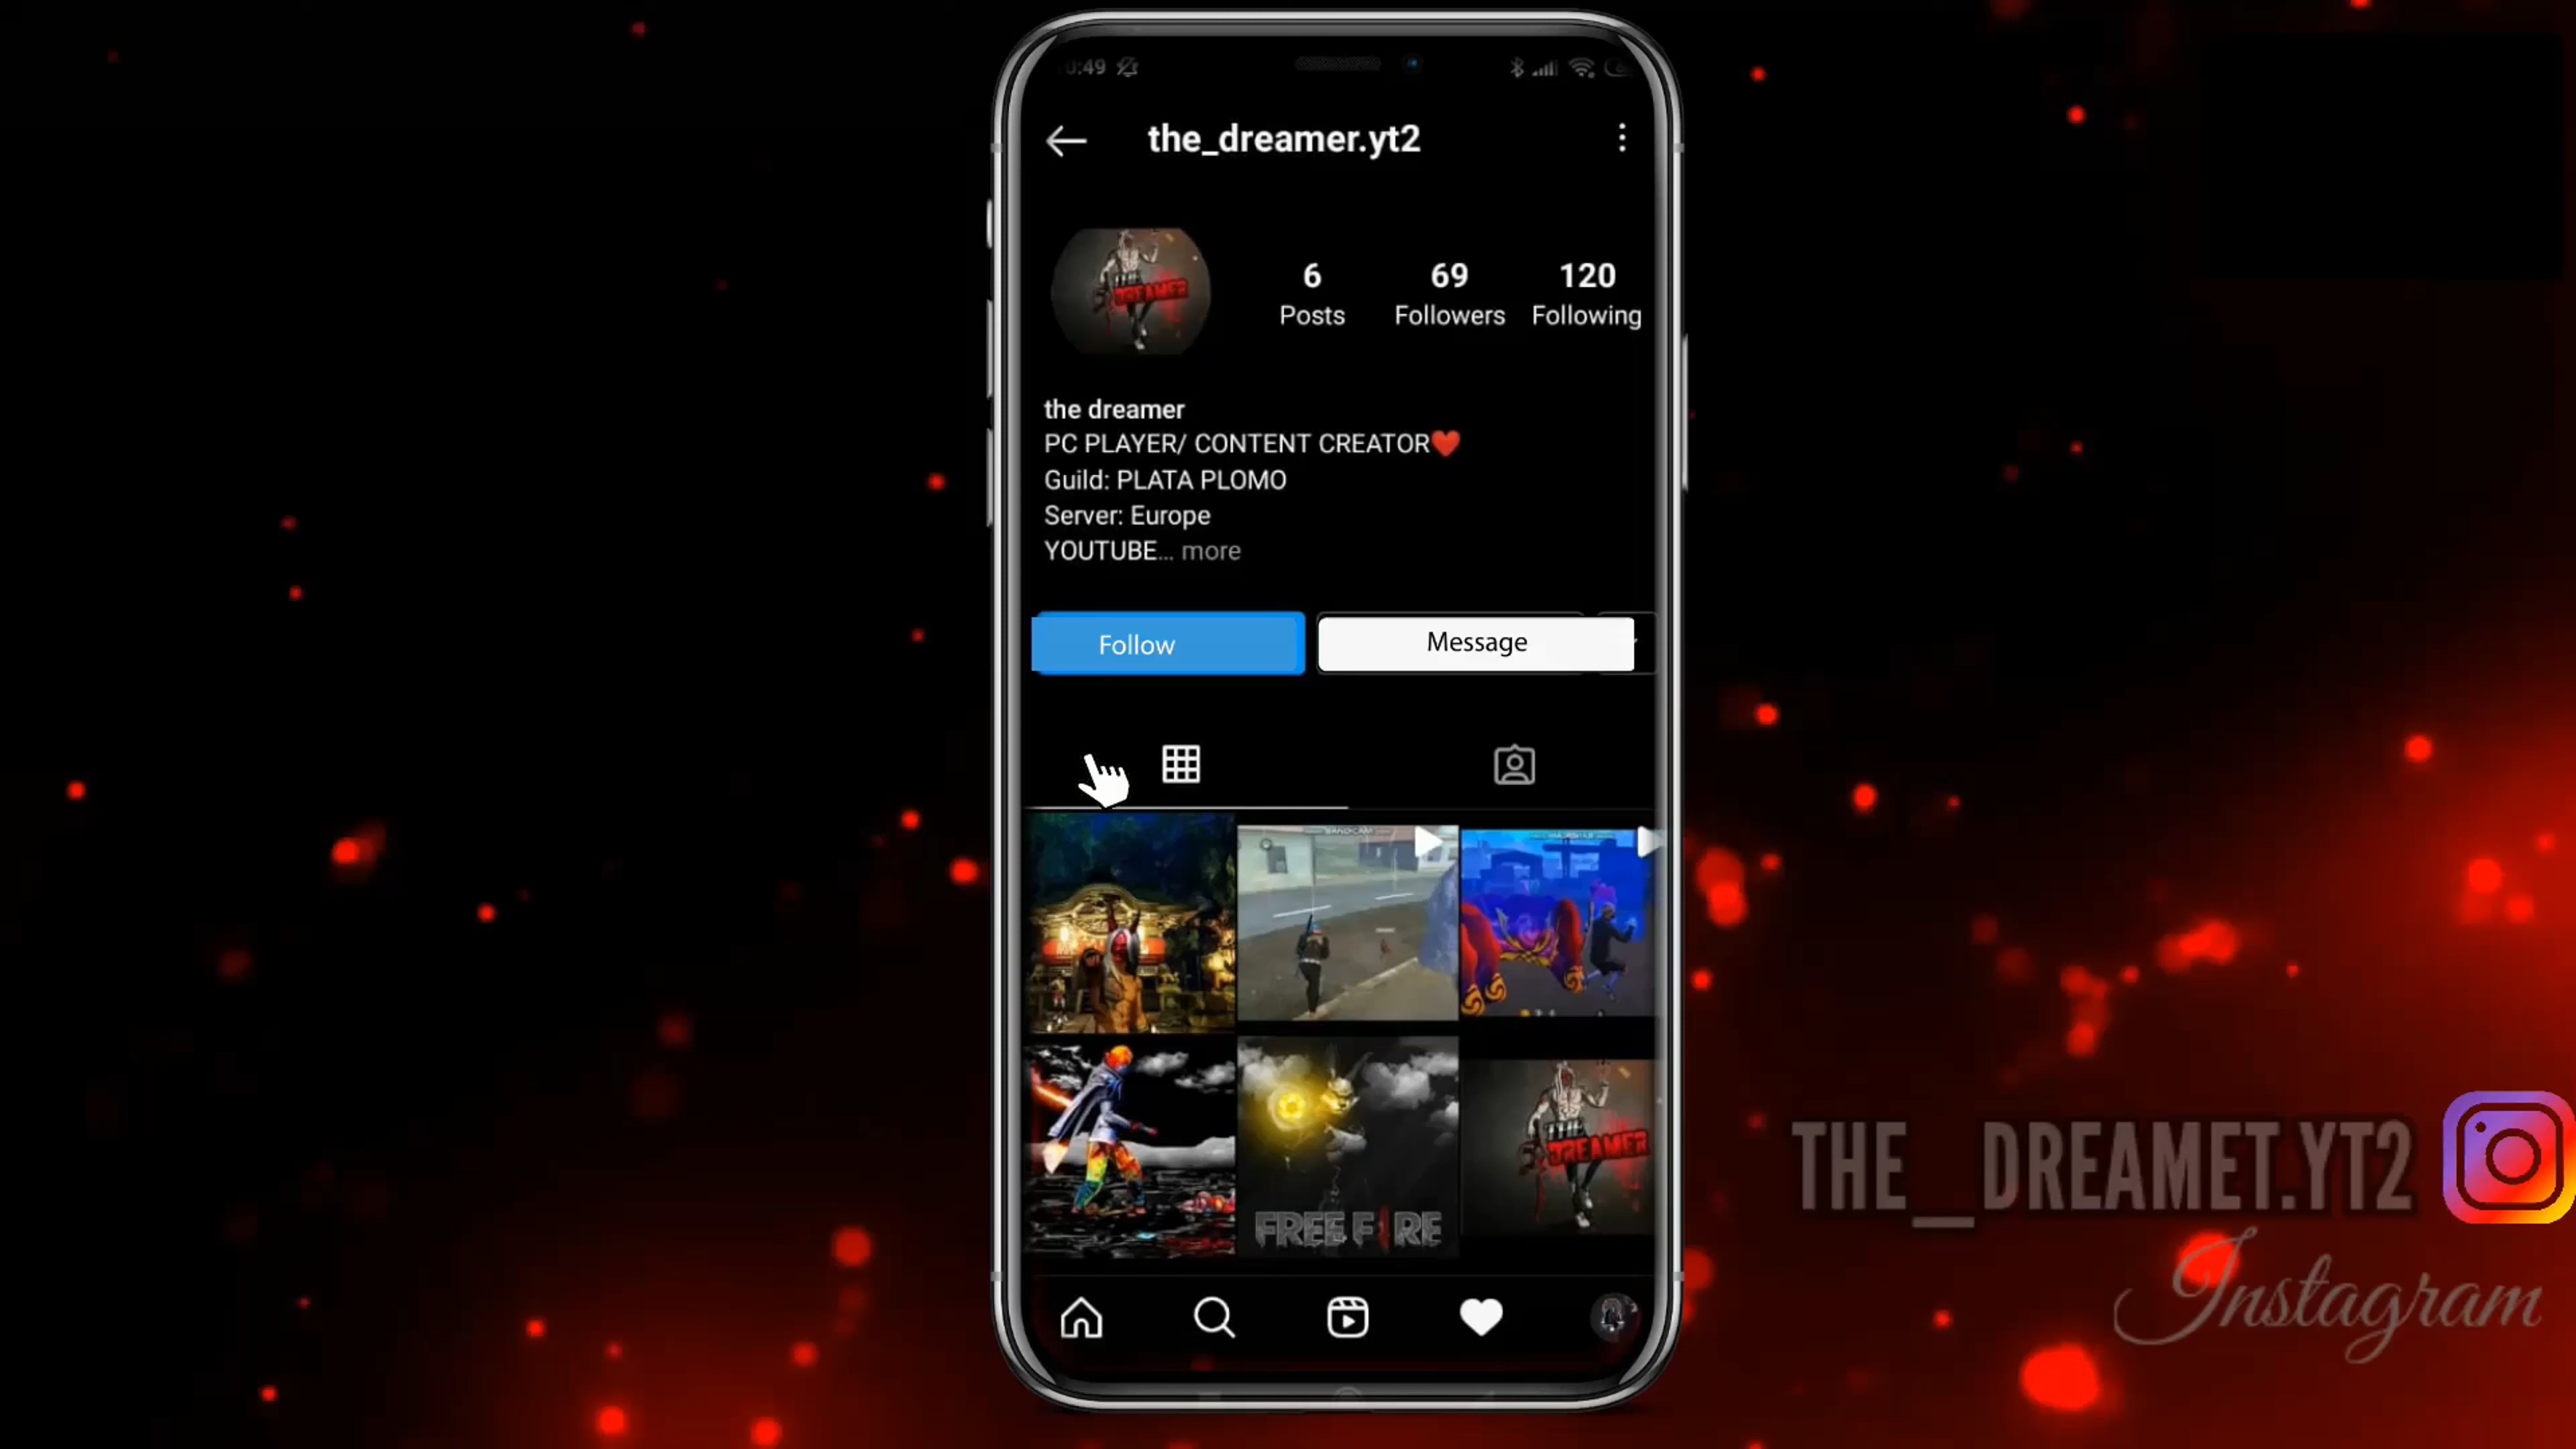 0:49
the_dreamer.yt2
6
69
120
Posts
Followers
Following
the dreamer
PC PLAYER/ CONTENT CREATOR❤️
Guild: PLATA PLOMO
Server: Europe
YOUTUBE... more
Follow
Message
FREE FIRE
THE
DREAMER
THE_DREAMET.YT2
Instagram